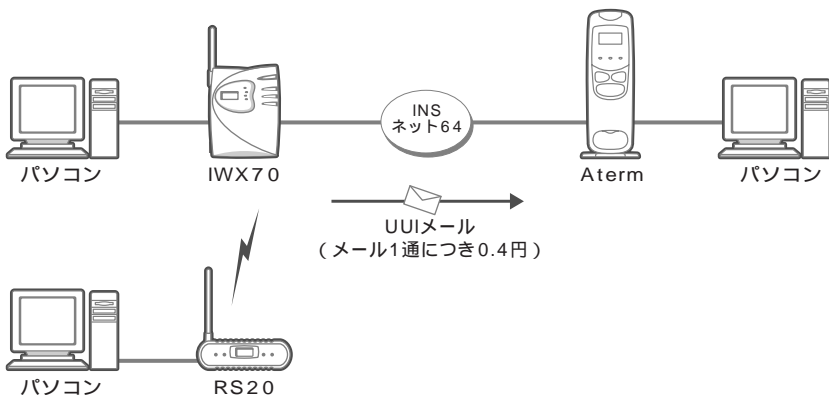 INS
ネット64
パソコン
IWX70
Aterm
パソコン
UUIメール
(メール1通につき0.4円)
パソコン
RS20